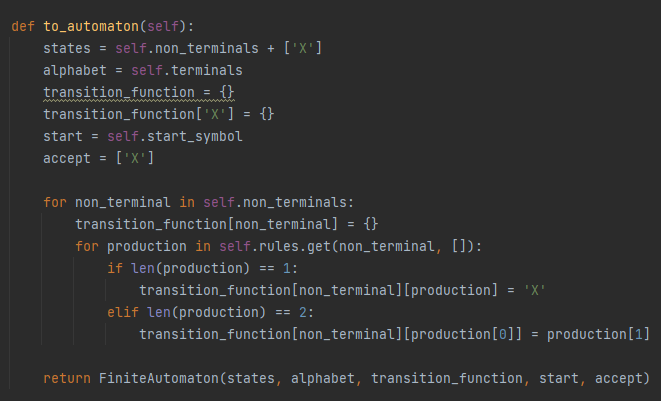 def to_automaton(self):
    states = self.non_terminals + ['X']
    alphabet = self.terminals
    transition_function = {}
    transition_function['X'] = {}
    start = self.start_symbol
    accept = ['X']

    for non_terminal in self.non_terminals:
        transition_function[non_terminal] = {}
        for production in self.rules.get(non_terminal, []):
            if len(production) == 1:
                transition_function[non_terminal][production] = 'X'
            elif len(production) == 2:
                transition_function[non_terminal][production[0]] = production[1]

    return FiniteAutomaton(states, alphabet, transition_function, start, accept)